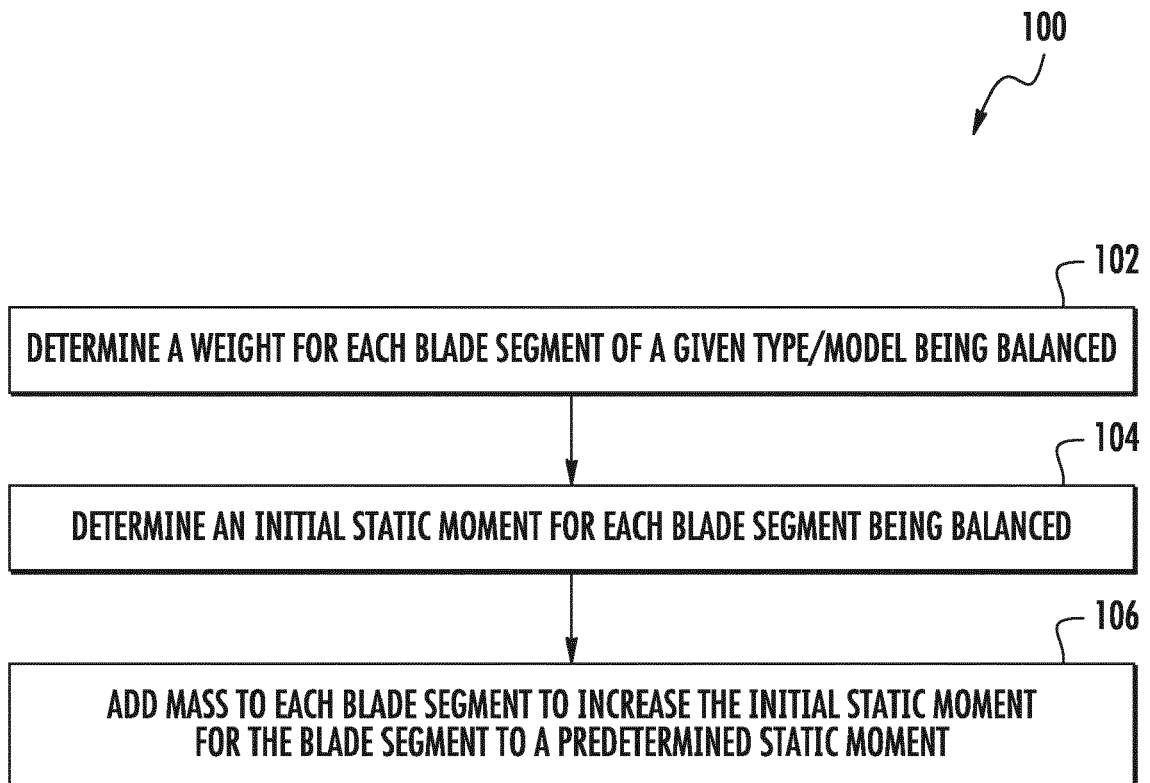 100
102
DETERMINE A WEIGHT FOR EACH BLADE SEGMENT OF A GIVEN TYPE/MODEL BEING BALANCED
104
DETERMINE AN INITIAL STATIC MOMENT FOR EACH BLADE SEGMENT BEING BALANCED
106
ADD MASS TO EACH BLADE SEGMENT TO INCREASE THE INITIAL STATIC MOMENT
FOR THE BLADE SEGMENT TO A PREDETERMINED STATIC MOMENT